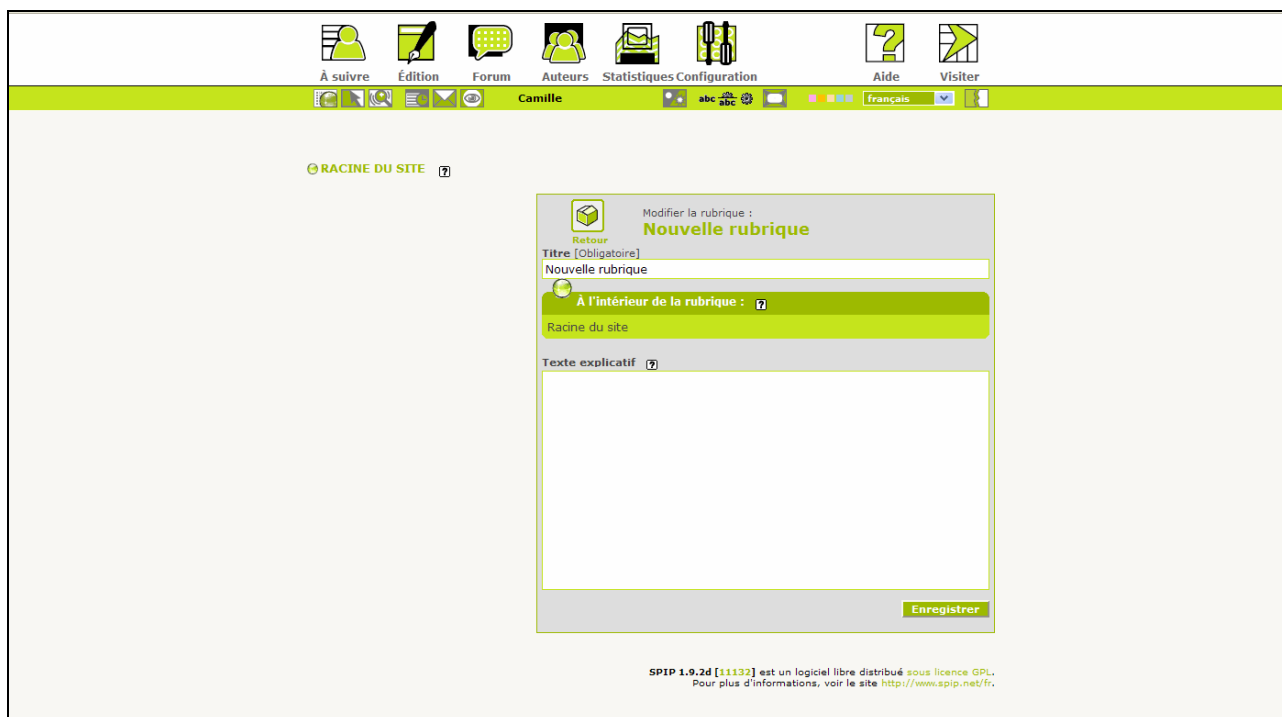 À suivre Édition Forum Auteurs Statistiques Configuration Aide Visiter
Camille abc abc français
RACINE DU SITE ?
Modifier la rubrique :
Nouvelle rubrique
Retour
Titre [Obligatoire]
Nouvelle rubrique
À l'intérieur de la rubrique : ?
Racine du site
Texte explicatif ?
Enregistrer
SPIP 1.9.2d [11132] est un logiciel libre distribué sous licence GPL.
Pour plus d'informations, voir le site http://www.spip.net/fr.